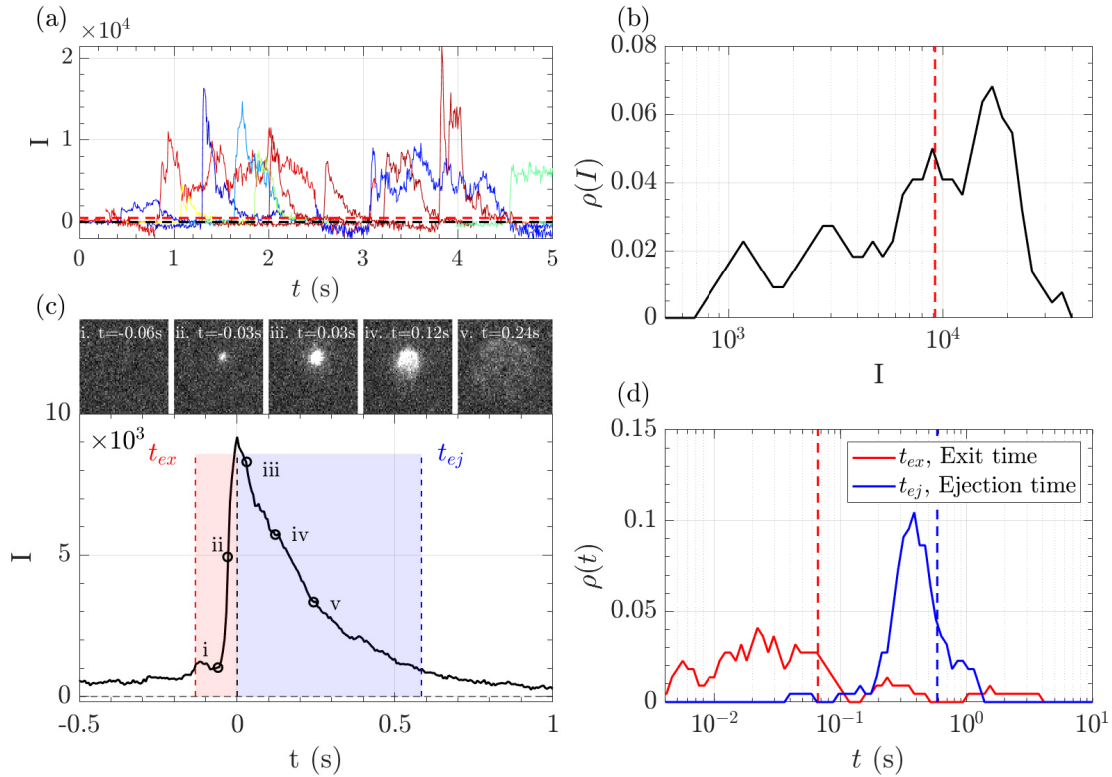 (a)
×10⁴
2
1
0
I
0 1 2 3 4 5
t (s)
(b)
0.08
0.06
0.04
0.02
0
ρ(I)
10³ 10⁴
I
(c)
i. t=-0.06s ii. t=-0.03s iii. t=0.03s iv. t=0.12s v. t=0.24s
10
×10³
5
0
I
t_ex
t_ej
i
ii
iii
iv
v
-0.5 0 0.5 1
t (s)
(d)
0.15
0.1
0.05
0
ρ(t)
t_ex, Exit time
t_ej, Ejection time
10⁻² 10⁻¹ 10⁰ 10¹
t (s)